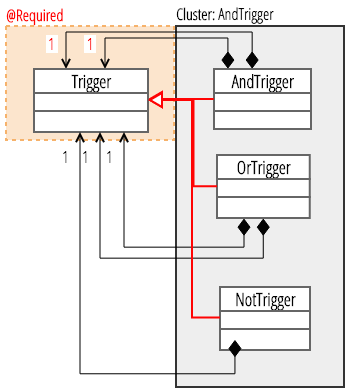 @Required
Cluster: AndTrigger
1
1
Trigger
AndTrigger
1
1
1
OrTrigger
NotTrigger